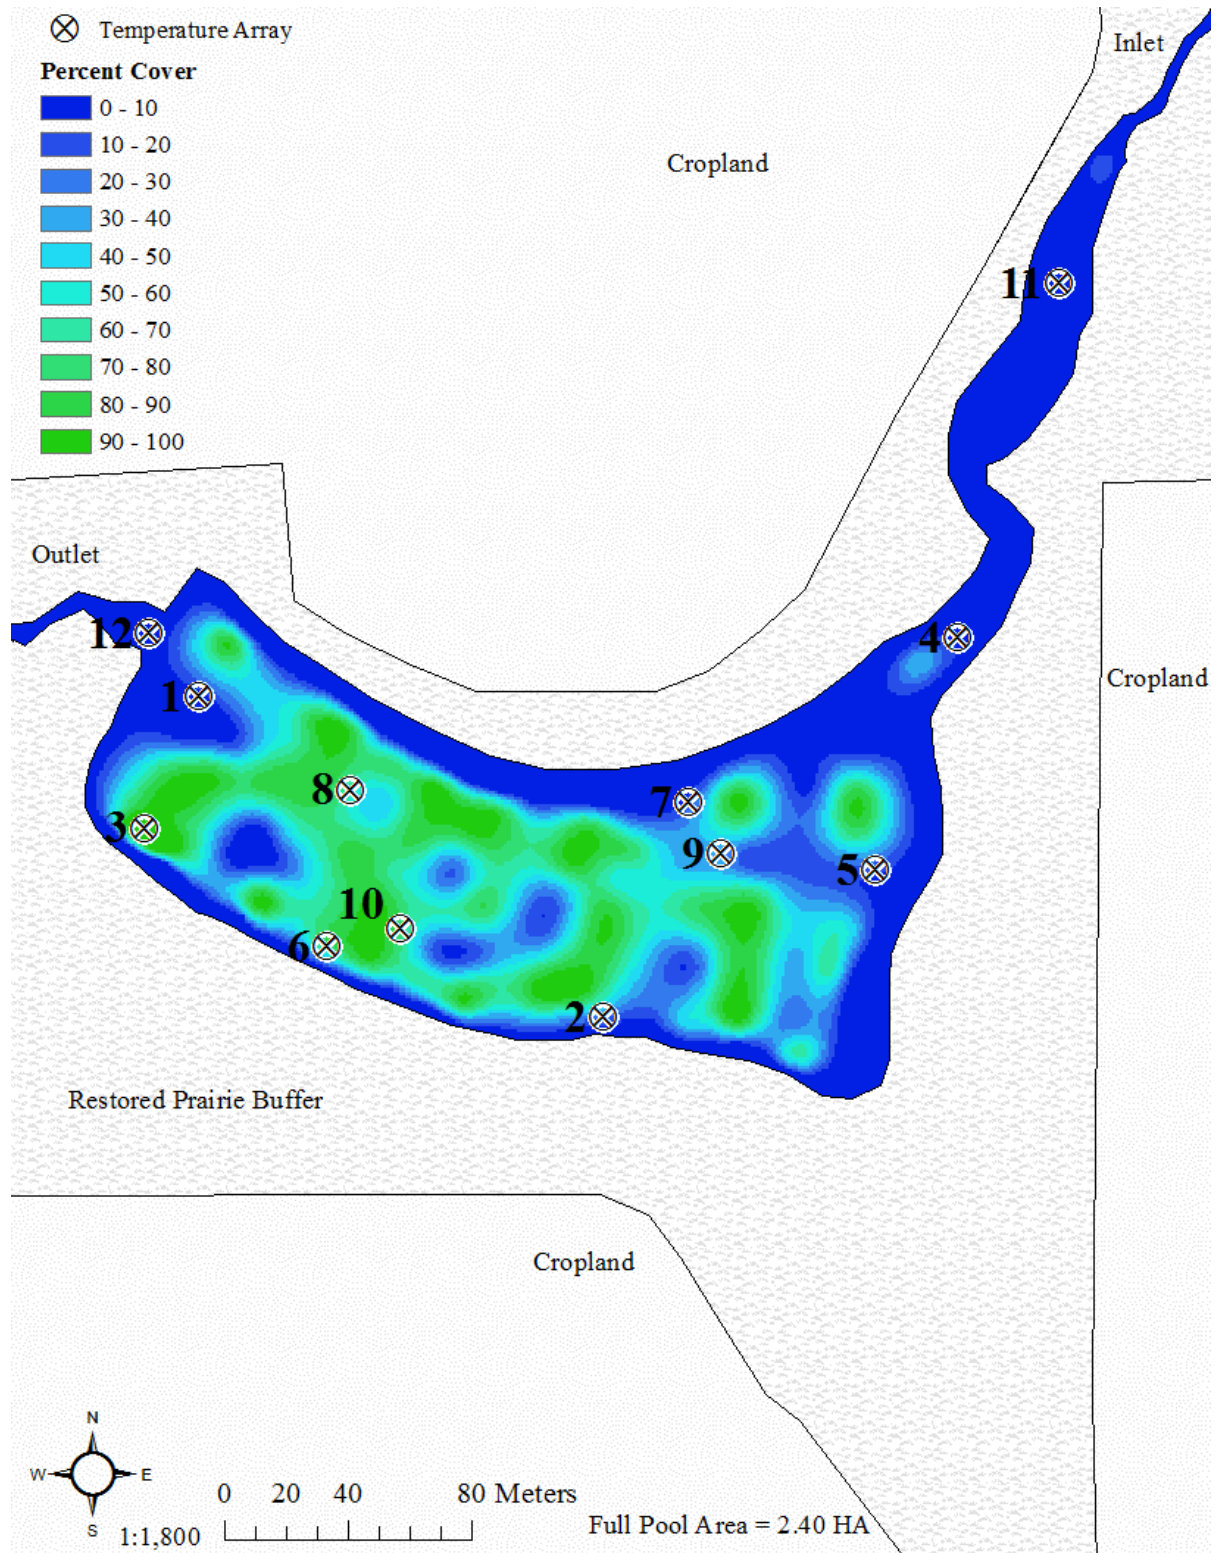 Temperature Array
Inlet
Percent Cover
0 - 10
10 - 20
20 - 30
30 - 40
40 - 50
50 - 60
60 - 70
70 - 80
80 - 90
90 - 100
Cropland
11
Outlet
12
4
1
Cropland
8
7
3
9
5
10
6
2
Restored Prairie Buffer
Cropland
N
W
E
S
0 20 40 80 Meters
1:1,800
Full Pool Area = 2.40 HA